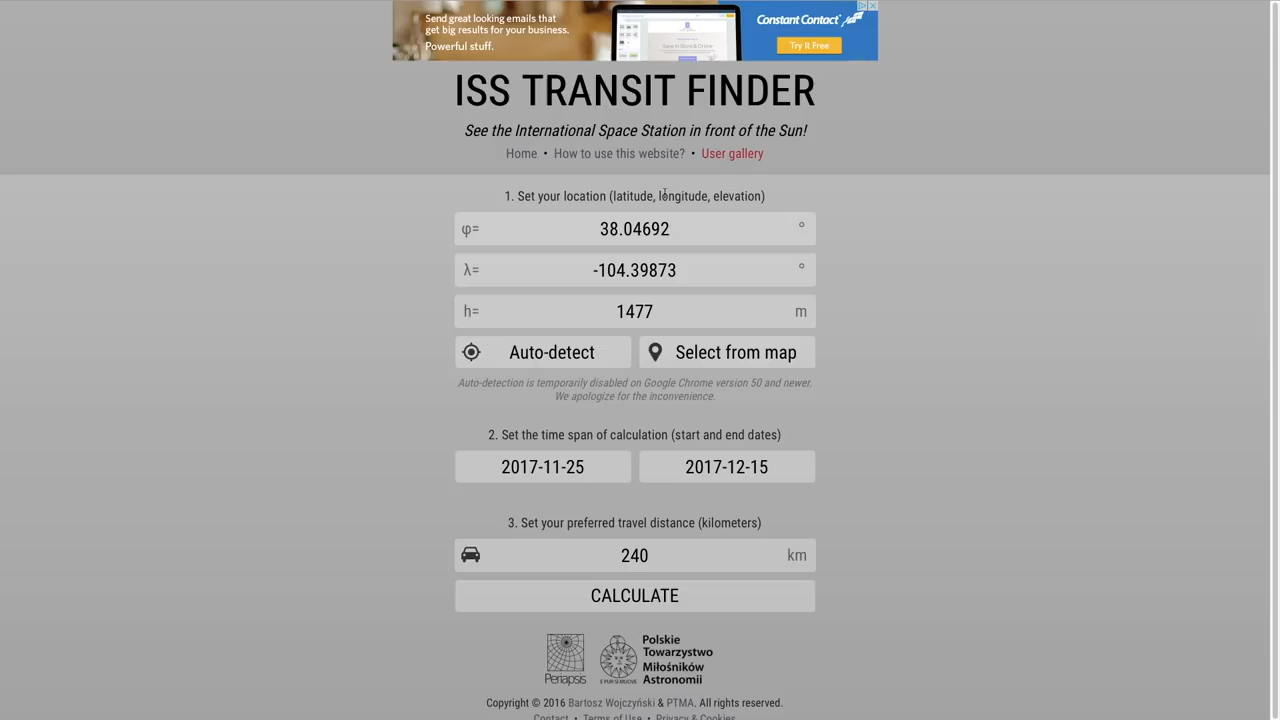 Send great looking emails that
get big results for your business.
Powerful stuff.
Constant Contact
Try It Free
ISS TRANSIT FINDER
See the International Space Station in front of the Sun!
Home • How to use this website? • User gallery
1. Set your location (latitude, longitude, elevation)
φ= 38.04692 °
λ= -104.39873 °
h= 1477 m
Auto-detect
Select from map
Auto-detection is temporarily disabled on Google Chrome version 50 and newer.
We apologize for the inconvenience.
2. Set the time span of calculation (start and end dates)
2017-11-25
2017-12-15
3. Set your preferred travel distance (kilometers)
240 km
CALCULATE
Periapsis
Polskie
Towarzystwo
Miłośników
Astronomii
Copyright © 2016 Bartosz Wojczyński & PTMA. All rights reserved.
Contact • Terms of Use • Privacy & Cookies